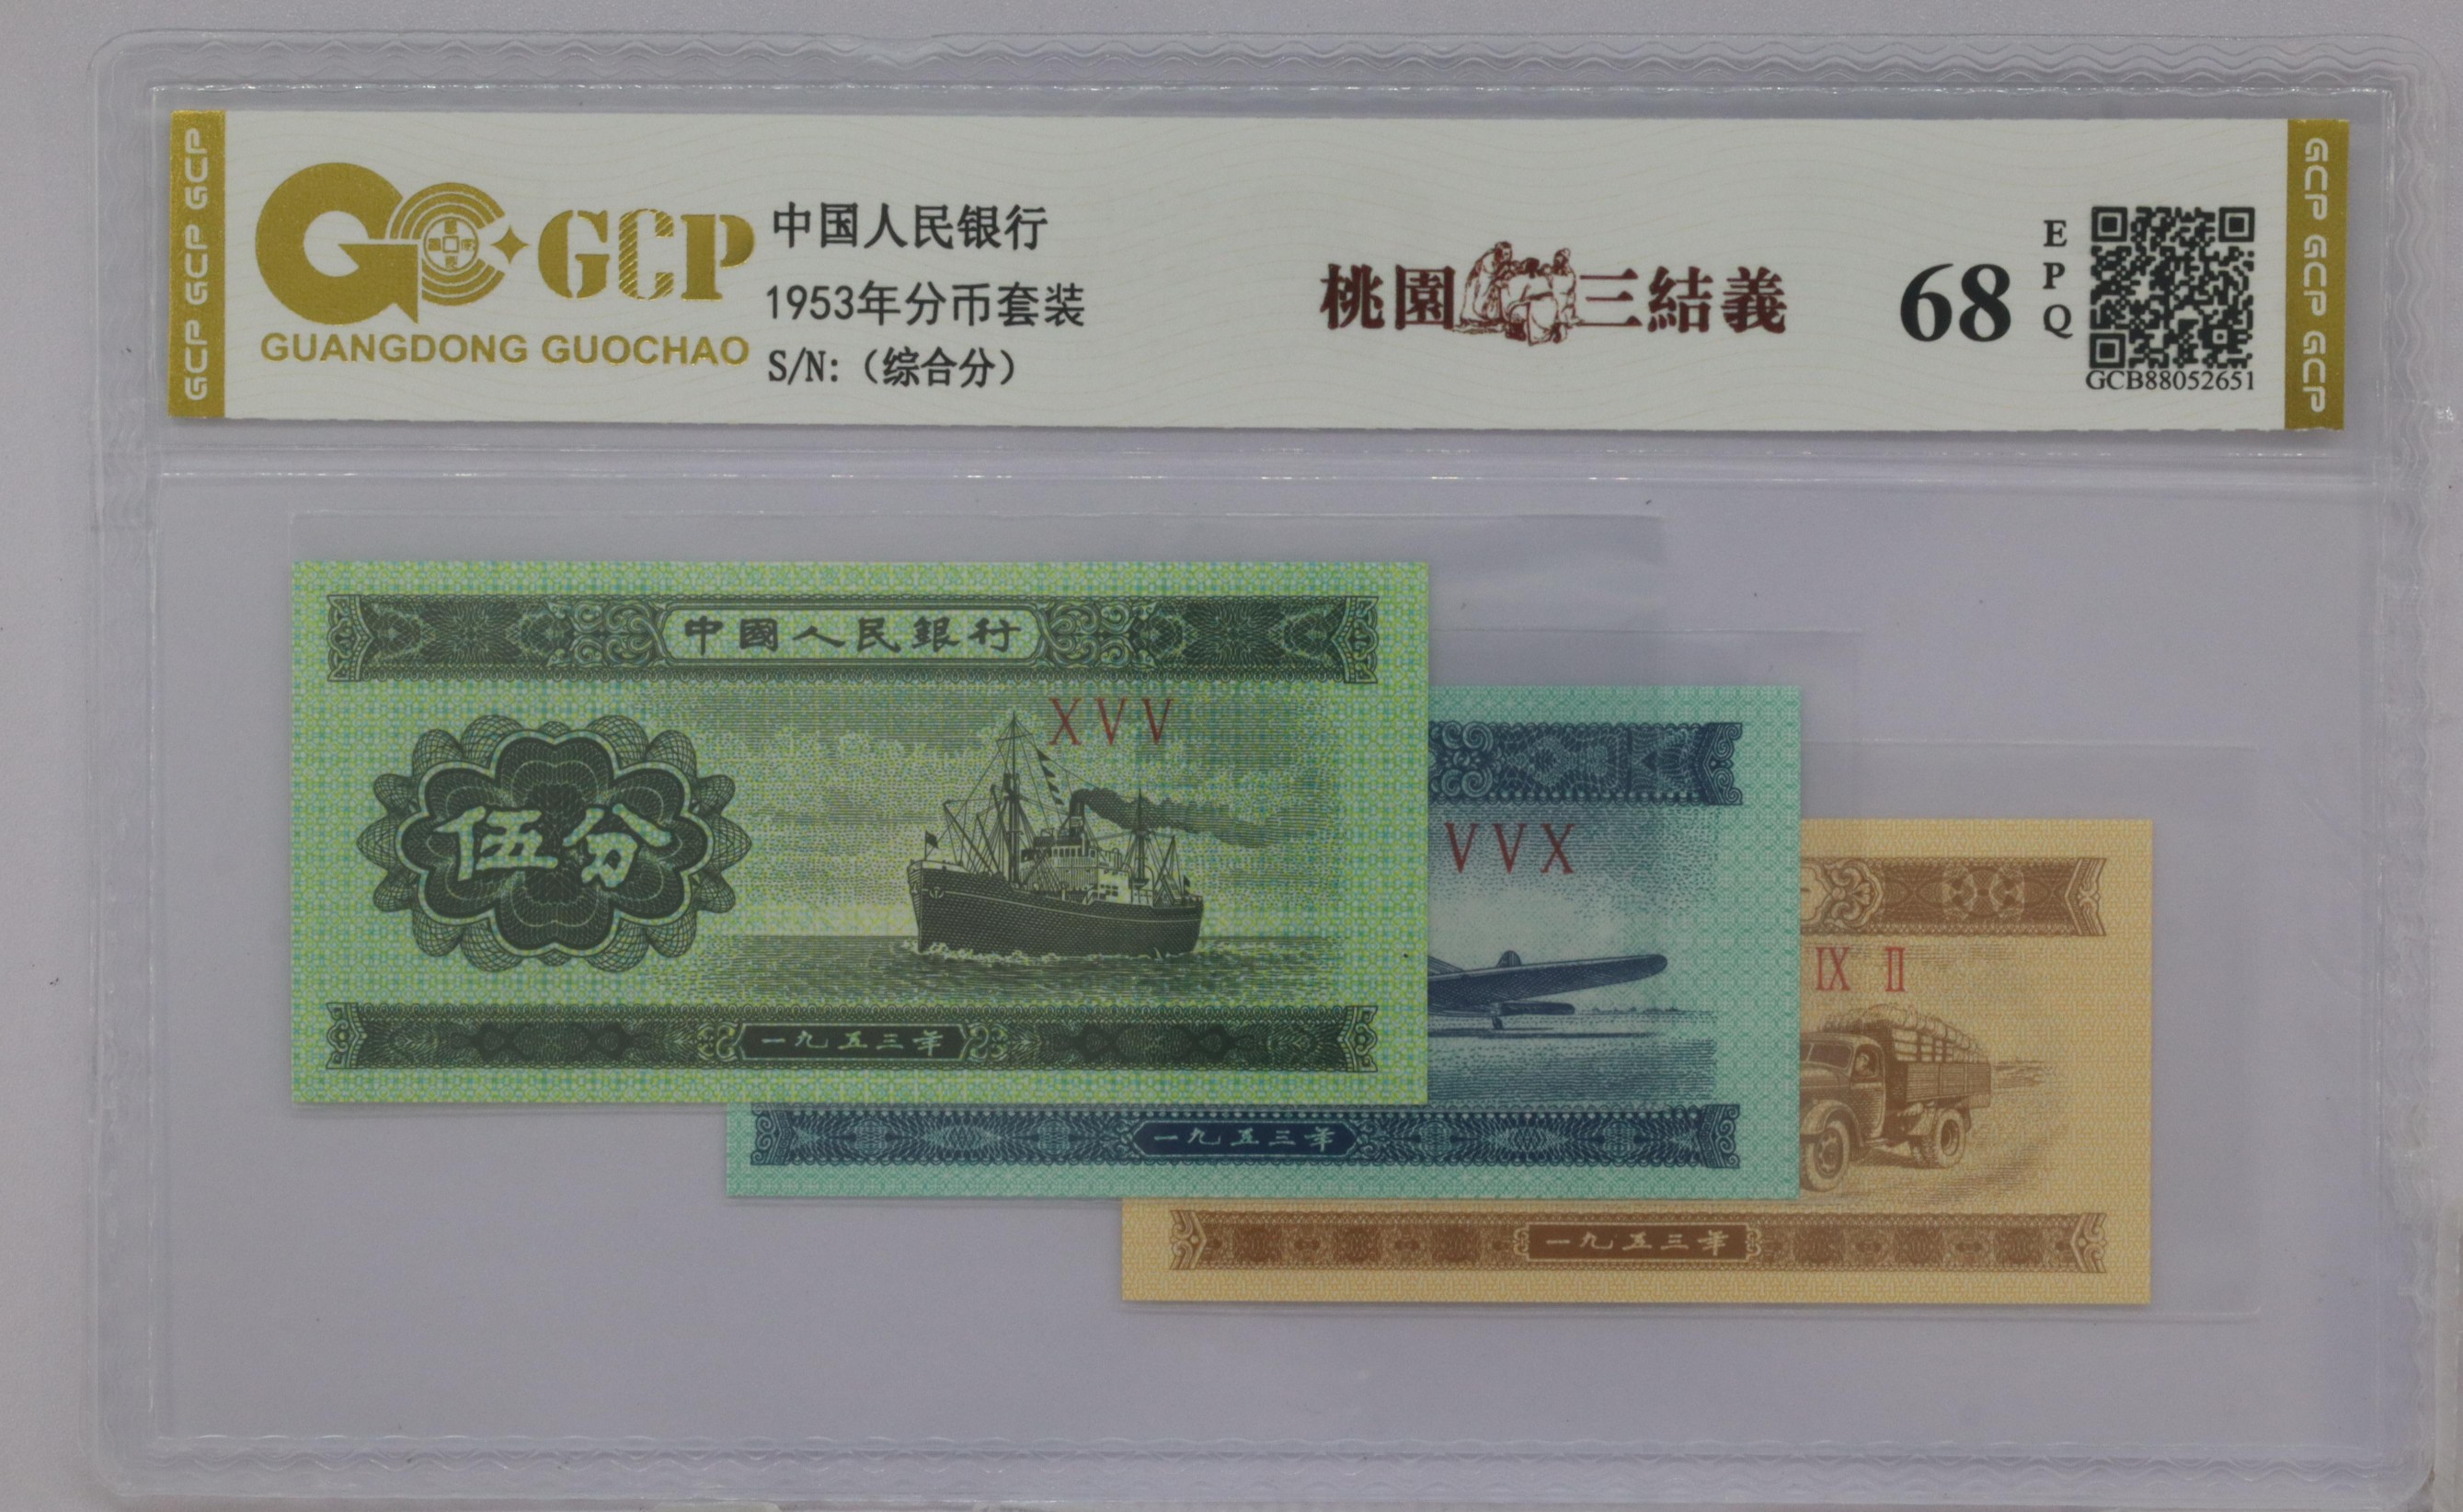 GCP GCP GCP
GCP
GUANGDONG GUOCHAO
中国人民银行
1953年分币套装
S/N:（综合分）
桃園三結義
68
EPQ
GCB88052651
GCP GCP GCP
中國人民銀行
XVV
伍分
一九五三年
VVX
一九五三年
IX II
一九五三年